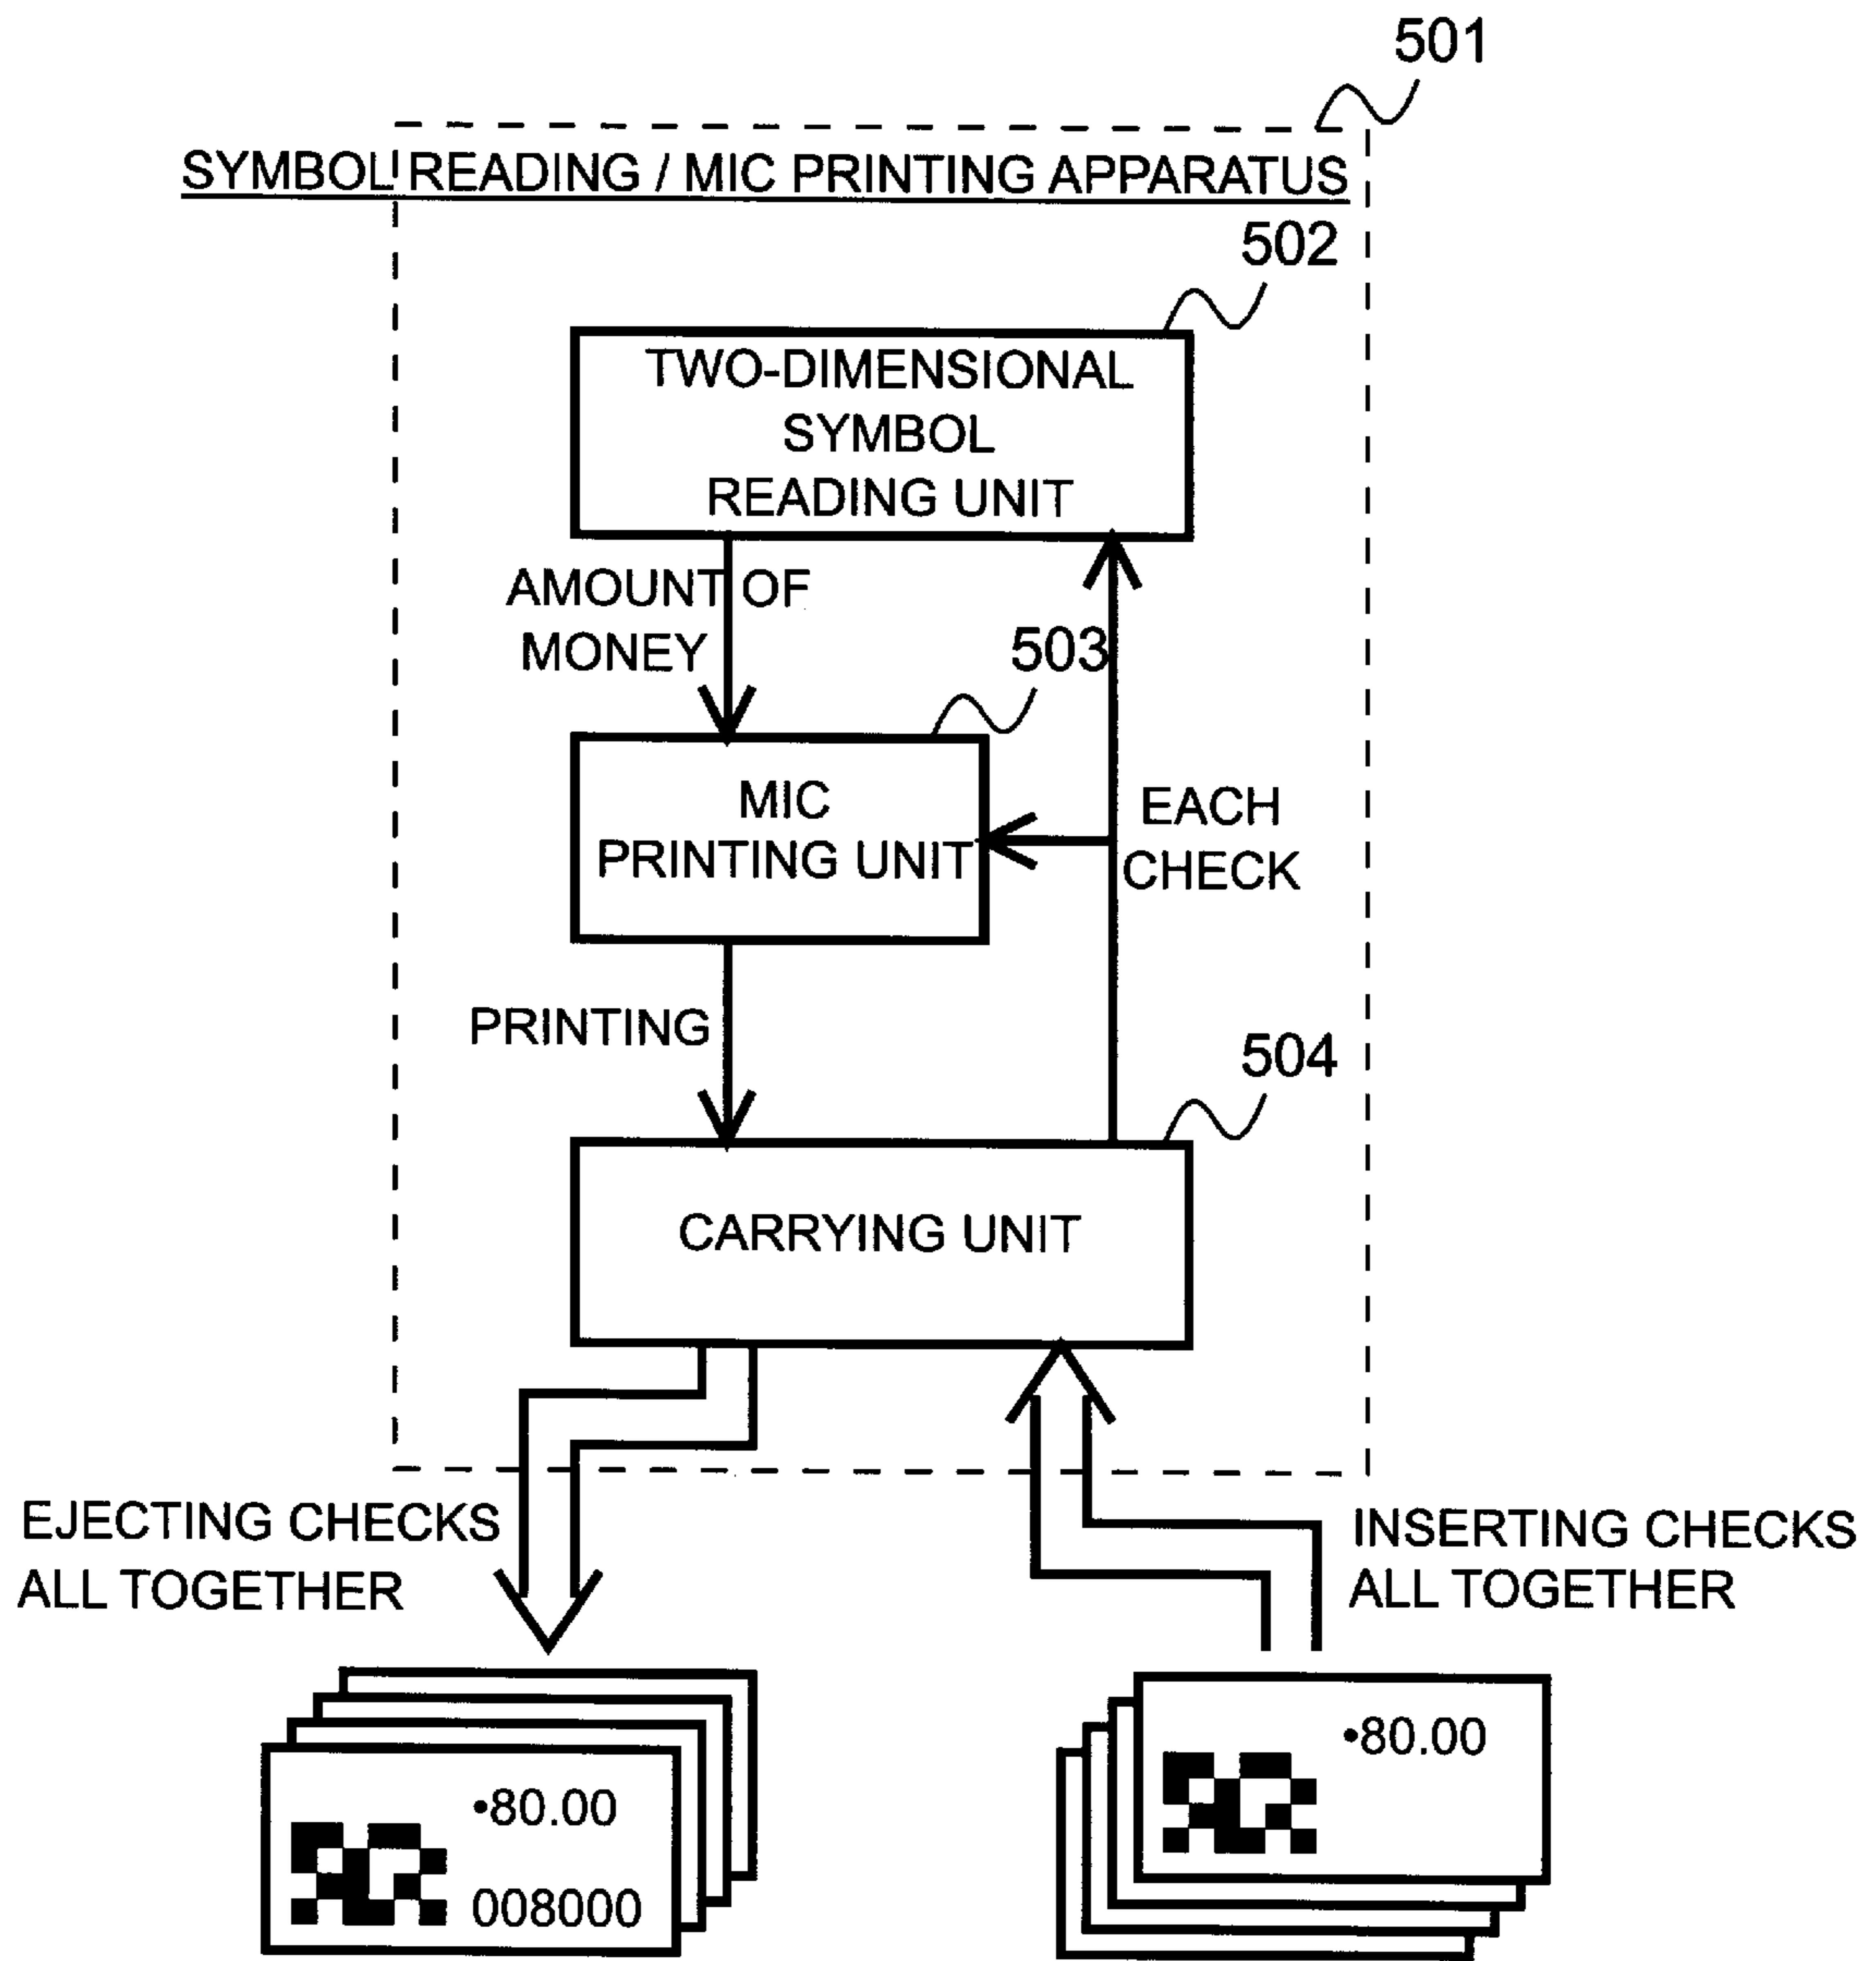 501
SYMBOL READING / MIC PRINTING APPARATUS
502
TWO-DIMENSIONAL
SYMBOL
READING UNIT
AMOUNT OF
MONEY
503
MIC
PRINTING UNIT
EACH
CHECK
PRINTING
504
CARRYING UNIT
EJECTING CHECKS
ALL TOGETHER
INSERTING CHECKS
ALL TOGETHER
•80.00
008000
•80.00